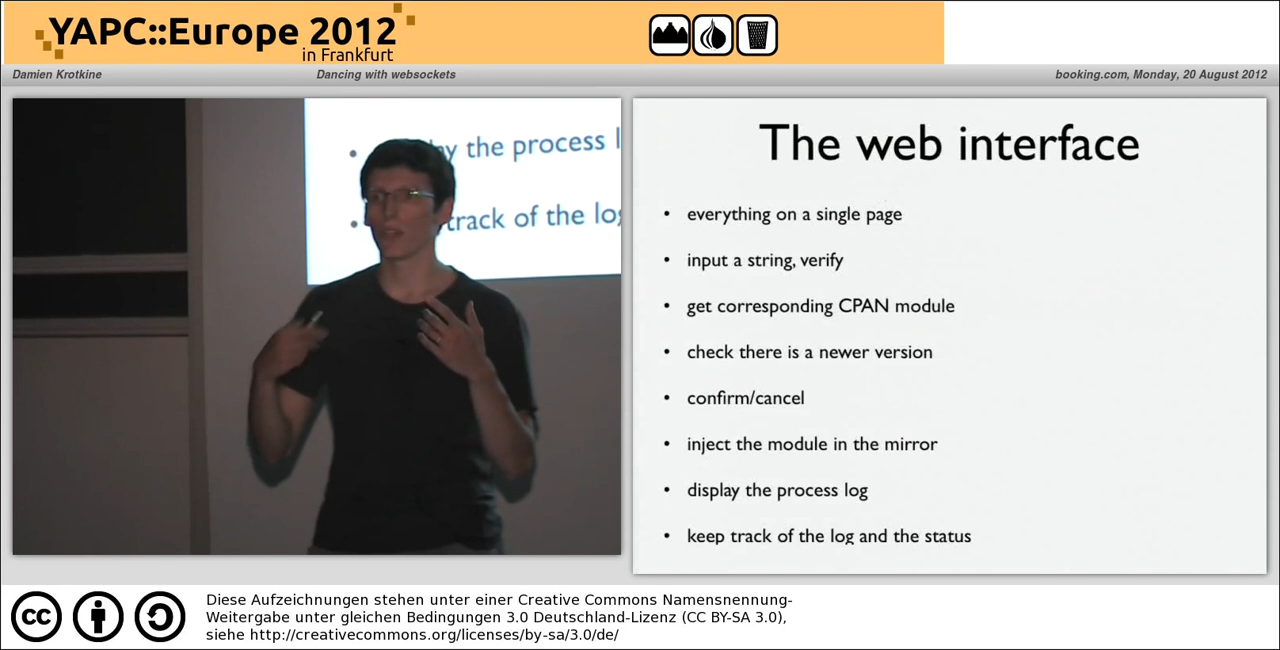 YAPC::Europe 2012
in Frankfurt
Damien Krotkine
Dancing with websockets
booking.com, Monday, 20 August 2012
the process
track of the
The web interface
• everything on a single page
• input a string, verify
• get corresponding CPAN module
• check there is a newer version
• confirm/cancel
• inject the module in the mirror
• display the process log
• keep track of the log and the status
cc
Diese Aufzeichnungen stehen unter einer Creative Commons Namensnennung-
Weitergabe unter gleichen Bedingungen 3.0 Deutschland-Lizenz (CC BY-SA 3.0),
siehe http://creativecommons.org/licenses/by-sa/3.0/de/